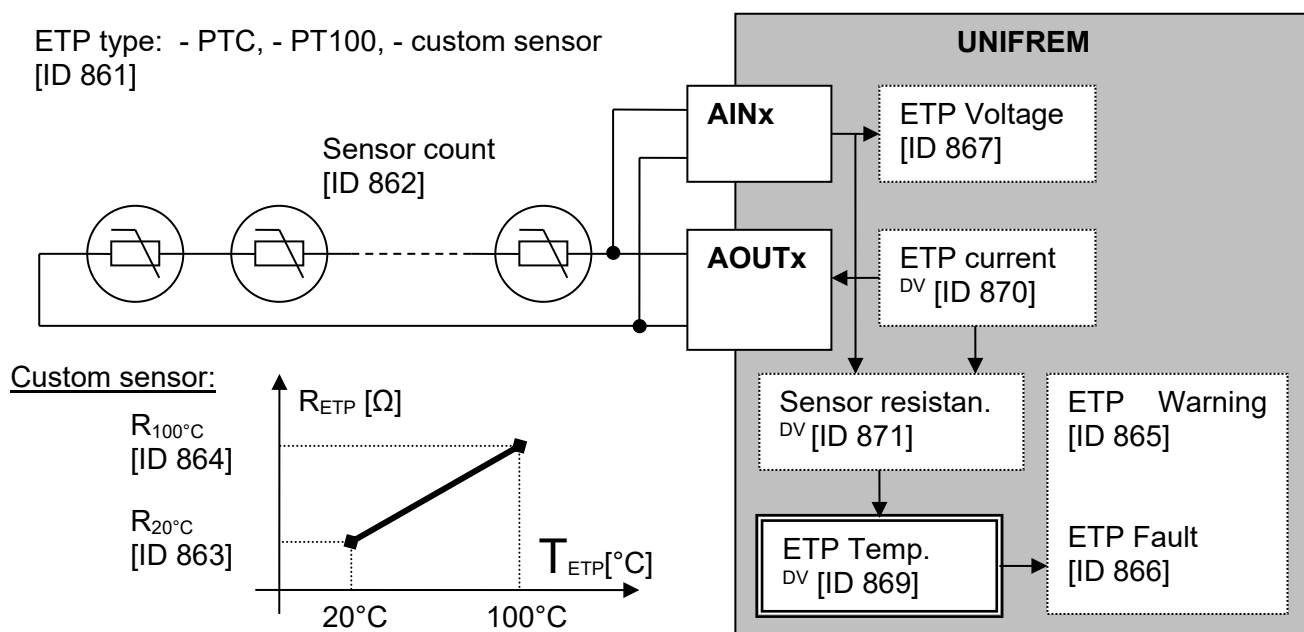 ETP type: - PTC, - PT100, - custom sensor
[ID 861]
UNIFREM
AINx
ETP Voltage
[ID 867]
Sensor count
[ID 862]
AOUTx
ETP current
DV [ID 870]
Custom sensor:
RETP [Ω]
R100°C
[ID 864]
R20°C
[ID 863]
TETP[°C]
20°C
100°C
Sensor resistan.
DV [ID 871]
ETP Warning
[ID 865]
ETP Temp.
DV [ID 869]
ETP Fault
[ID 866]